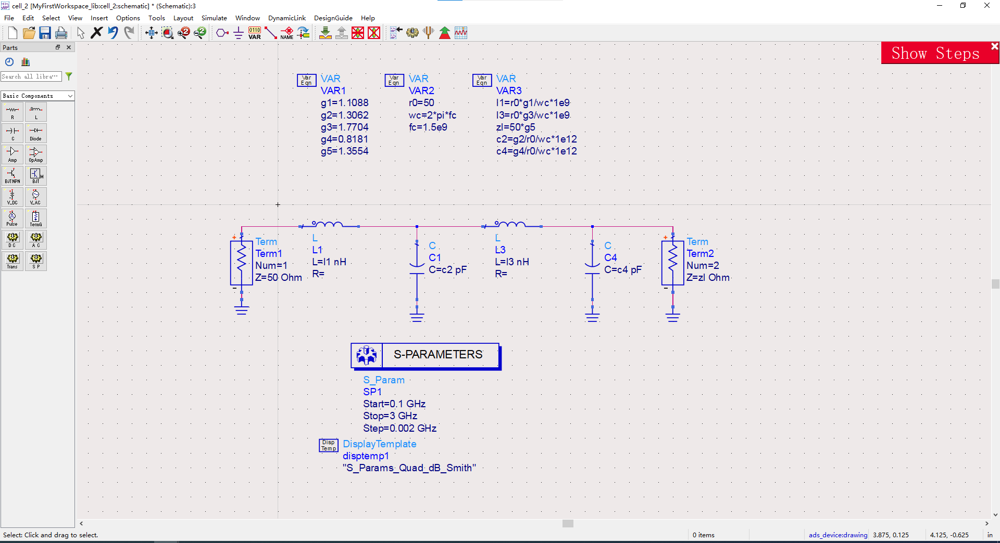 cell_2 [MyFirstWorkspace_lib:cell_2:schematic] * (Schematic):3
File Edit Select View Insert Options Tools Layout Simulate Window DynamicLink DesignGuide Help
2 2 0110 VAR NAME
Parts
Show Steps
Search all libra···
Basic Components
R L
C Diode
Amp OpAmp
BJTNPN BJT M
V_DC V_AC
Pulse TermG
DC AC
Trans SP
Var Eqn
VAR
VAR1
g1=1.1088
g2=1.3062
g3=1.7704
g4=0.8181
g5=1.3554
Var Eqn
VAR
VAR2
r0=50
wc=2*pi*fc
fc=1.5e9
Var Eqn
VAR
VAR3
l1=r0*g1/wc*1e9
l3=r0*g3/wc*1e9
zl=50*g5
c2=g2/r0/wc*1e12
c4=g4/r0/wc*1e12
+
-
Term
Term1
Num=1
Z=50 Ohm
L
L1
L=l1 nH
R=
C
C1
C=c2 pF
L
L3
L=l3 nH
R=
C
C4
C=c4 pF
+
-
Term
Term2
Num=2
Z=zl Ohm
S-PARAMETERS
S_Param
SP1
Start=0.1 GHz
Stop=3 GHz
Step=0.002 GHz
Disp Temp
DisplayTemplate
disptemp1
"S_Params_Quad_dB_Smith"
Select: Click and drag to select.
0 items
ads_device:drawing
3.875, 0.125
4.125, -0.625
in